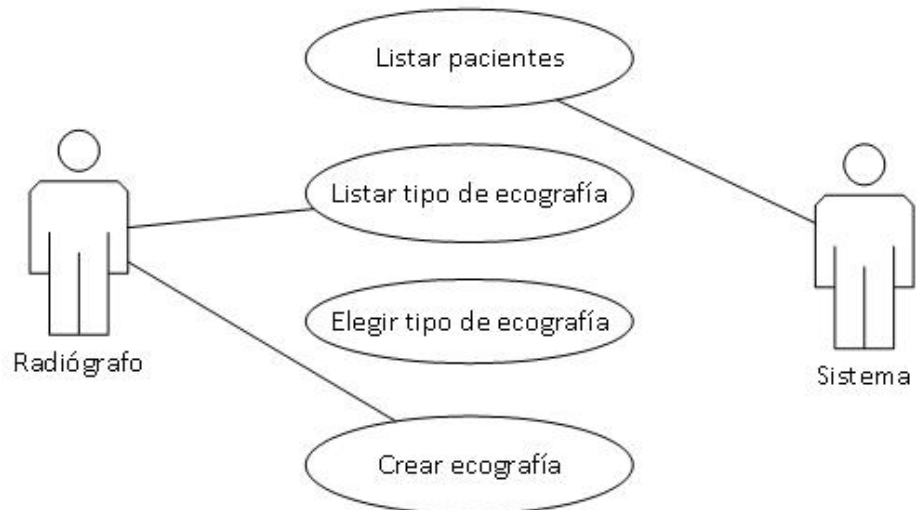 Listar pacientes
Listar tipo de ecografía
Elegir tipo de ecografía
Radiógrafo
Sistema
Crear ecografía